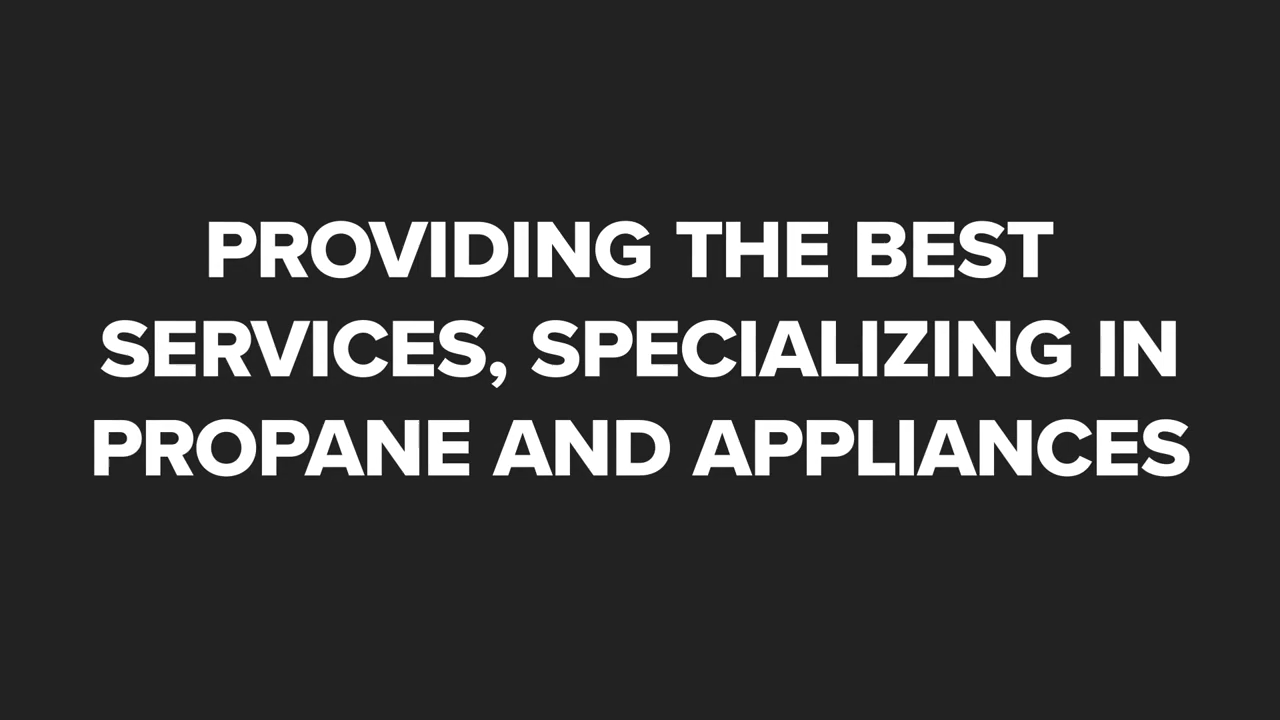 PROVIDING THE BEST
SERVICES, SPECIALIZING IN
PROPANE AND APPLIANCES